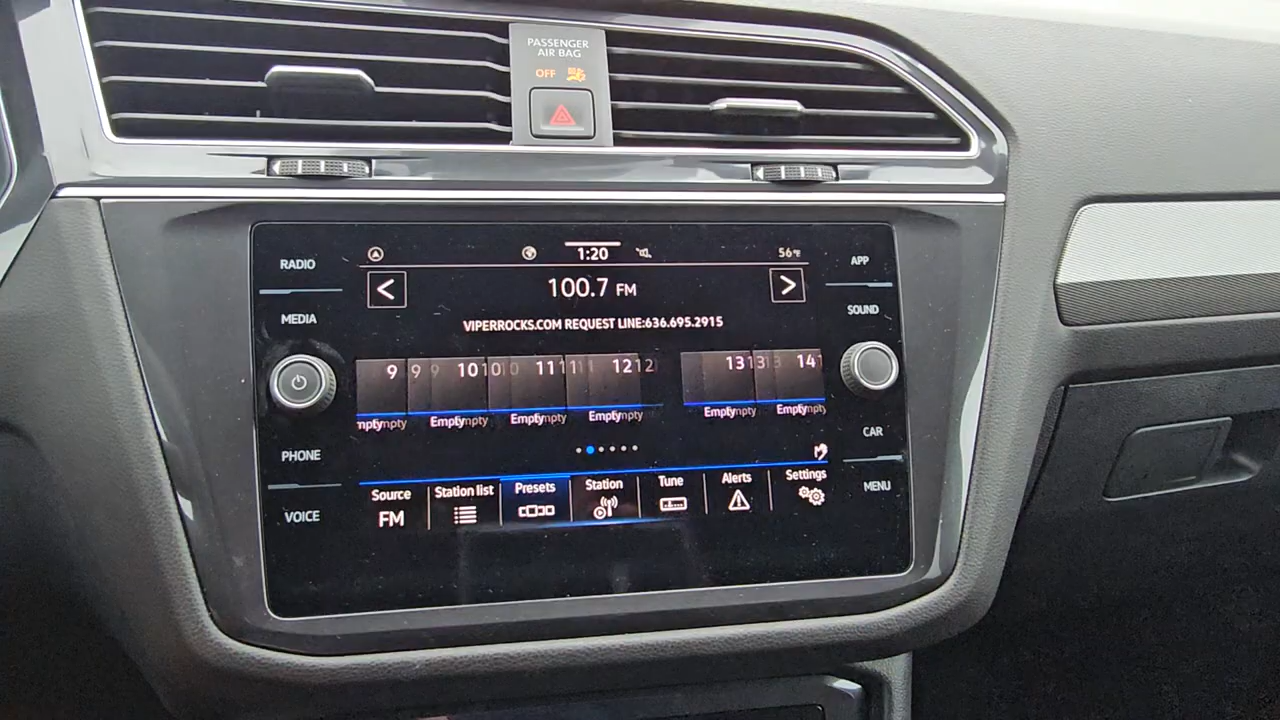 PASSENGER
AIR BAG
OFF
RADIO
1:20
56°F
APP
100.7 FM
MEDIA
SOUND
VIPERROCKS.COM REQUEST LINE:636.695.2915
9 10 11 12 13 14
Empty Empty Empty Empty Empty Empty
PHONE
CAR
Source
Station list
Presets
Station
Tune
Alerts
Settings
FM
VOICE
MENU